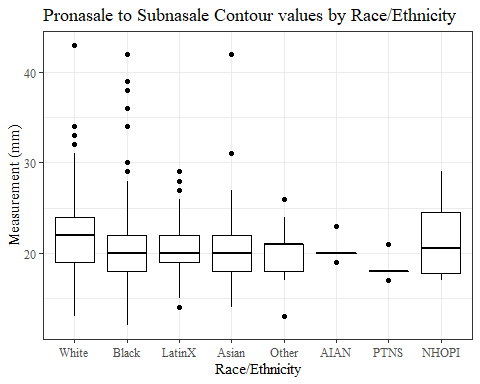 Pronasale to Subnasale Contour values by Race/Ethnicity
Measurement (mm)
40
30
20
White Black LatinX Asian Other AIAN PTNS NHOPI
Race/Ethnicity